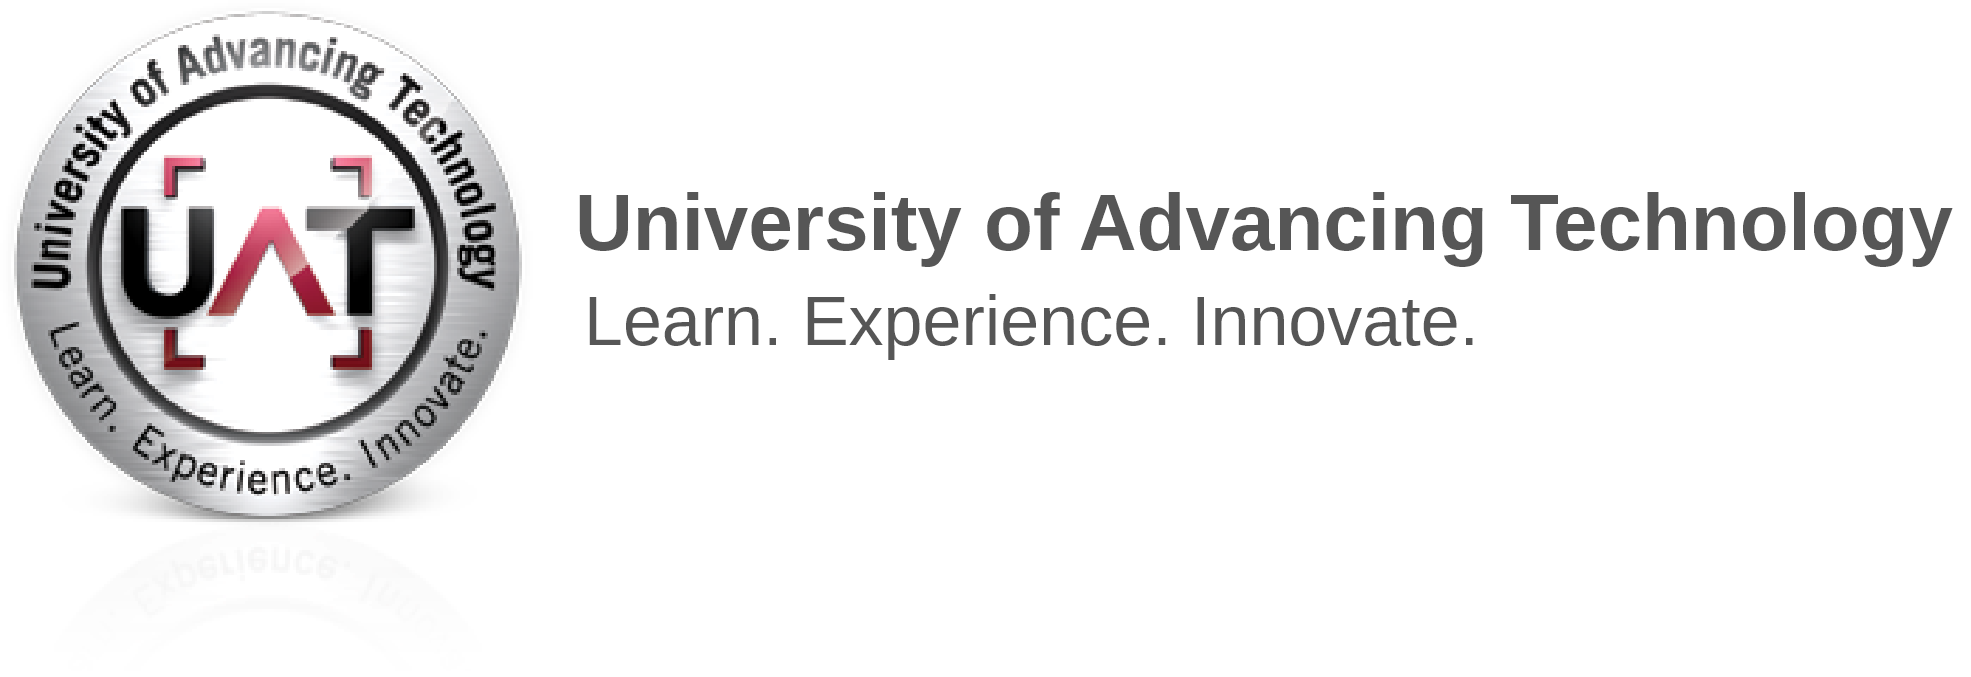 University of Advancing Technology
UAT
Learn. Experience. Innovate.
University of Advancing Technology
Learn. Experience. Innovate.